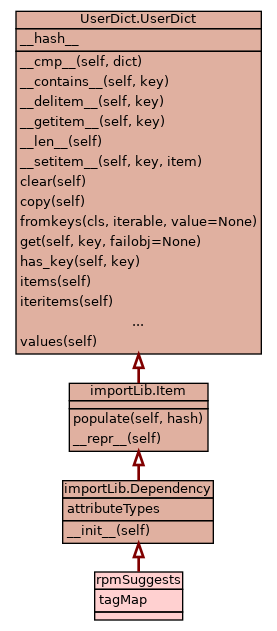 UserDict.UserDict
__hash__
__cmp__(self, dict)
__contains__(self, key)
__delitem__(self, key)
__getitem__(self, key)
__len__(self)
__setitem__(self, key, item)
clear(self)
copy(self)
fromkeys(cls, iterable, value=None)
get(self, key, failobj=None)
has_key(self, key)
items(self)
iteritems(self)
...
values(self)
importLib.Item
populate(self, hash)
__repr__(self)
importLib.Dependency
attributeTypes
__init__(self)
rpmSuggests
tagMap